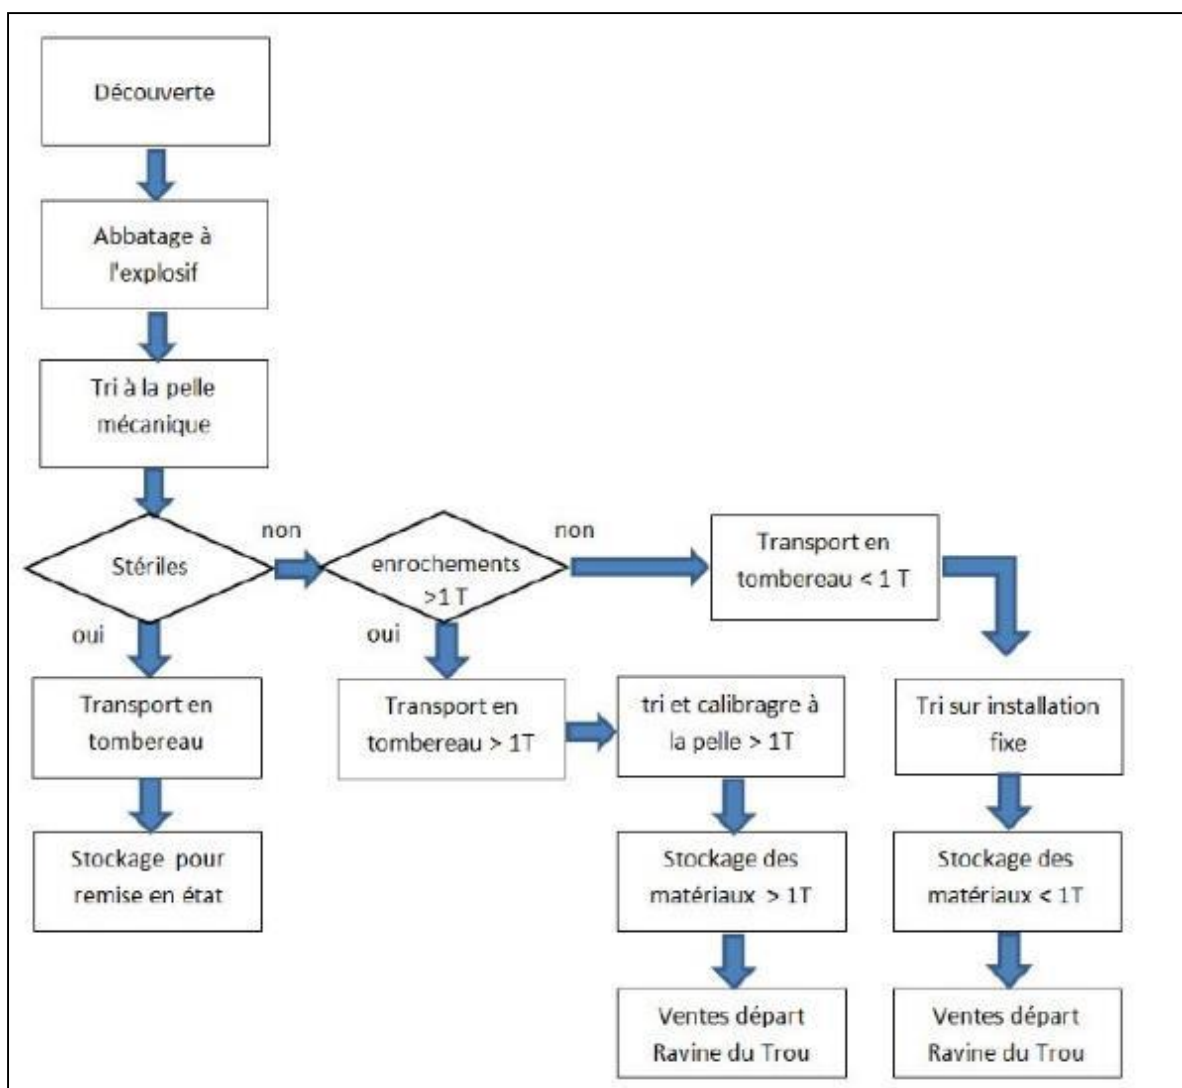 Découverte
Abbatage à
l'explosif
Tri à la pelle
mécanique
Stériles
non
enrochements
>1 T
non
Transport en
tombereau < 1 T
oui
Transport en
tombereau
oui
Transport en
tombereau > 1T
tri et calibragre à
la pelle > 1T
Tri sur installation
fixe
Stockage pour
remise en état
Stockage des
matériaux > 1T
Stockage des
matériaux < 1T
Ventes départ
Ravine du Trou
Ventes départ
Ravine du Trou